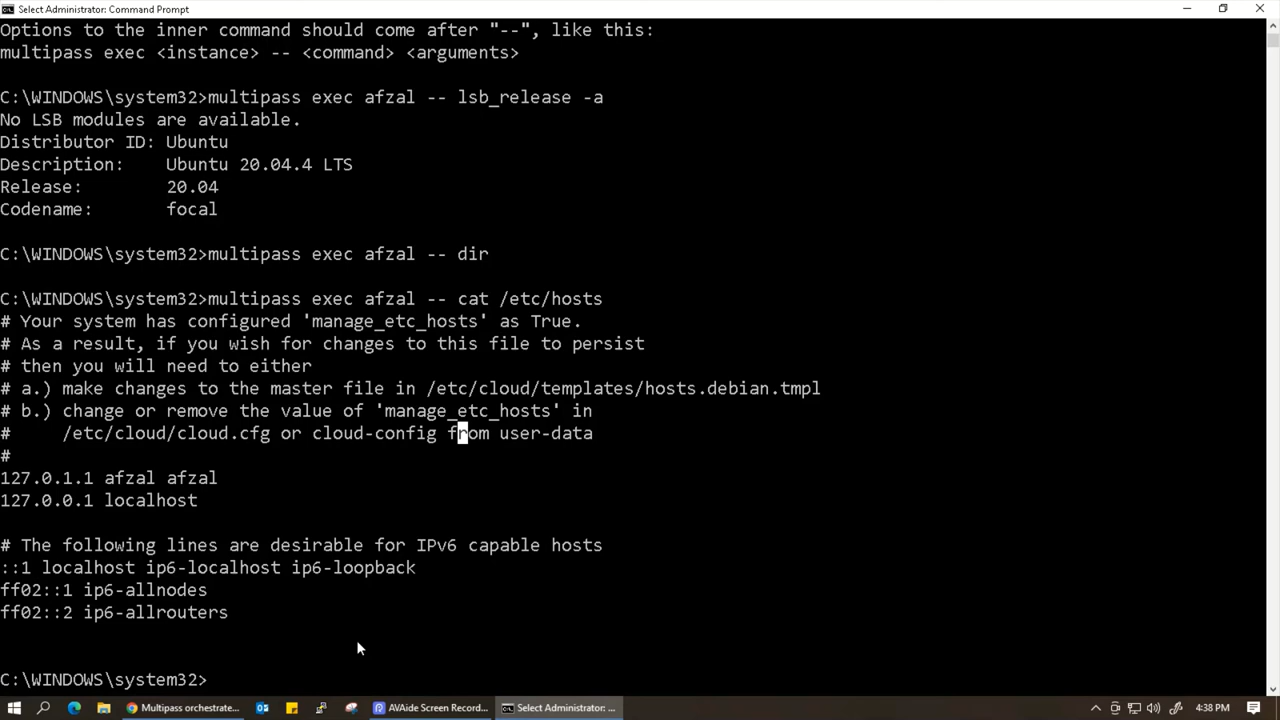 Select Administrator: Command Prompt
Options to the inner command should come after "--", like this:
multipass exec <instance> -- <command> <arguments>
C:\WINDOWS\system32>multipass exec afzal -- lsb_release -a
No LSB modules are available.
Distributor ID: Ubuntu
Description:    Ubuntu 20.04.4 LTS
Release:        20.04
Codename:       focal
C:\WINDOWS\system32>multipass exec afzal -- dir
C:\WINDOWS\system32>multipass exec afzal -- cat /etc/hosts
# Your system has configured 'manage_etc_hosts' as True.
# As a result, if you wish for changes to this file to persist
# then you will need to either
# a.) make changes to the master file in /etc/cloud/templates/hosts.debian.tmpl
# b.) change or remove the value of 'manage_etc_hosts' in
#     /etc/cloud/cloud.cfg or cloud-config from user-data
#
127.0.1.1 afzal afzal
127.0.0.1 localhost
# The following lines are desirable for IPv6 capable hosts
::1 localhost ip6-localhost ip6-loopback
ff02::1 ip6-allnodes
ff02::2 ip6-allrouters
C:\WINDOWS\system32>
Multipass orchestrate... AVAide Screen Record... Select Administrator: ... 4:38 PM